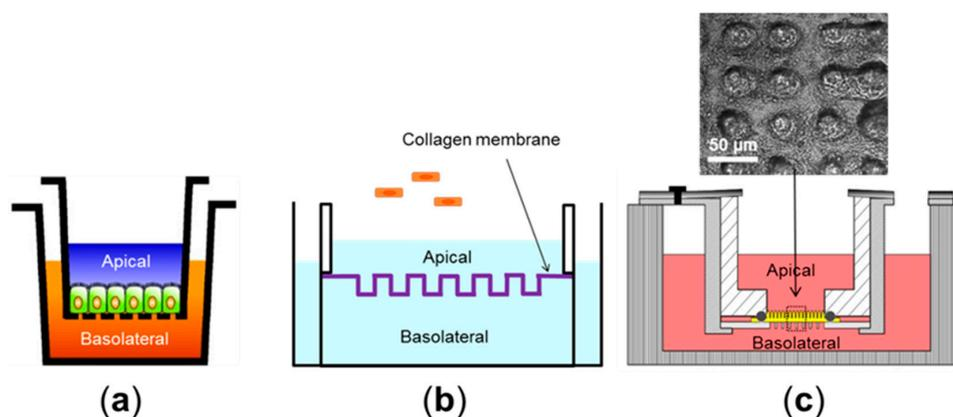 50 µm
Collagen membrane
Apical
Basolateral
Apical
Basolateral
Apical
Basolateral
(a)
(b)
(c)